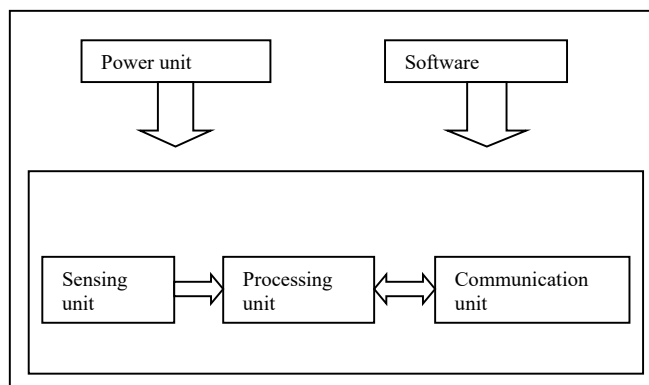 Power unit
Software
Sensing
unit
Processing
unit
Communication
unit